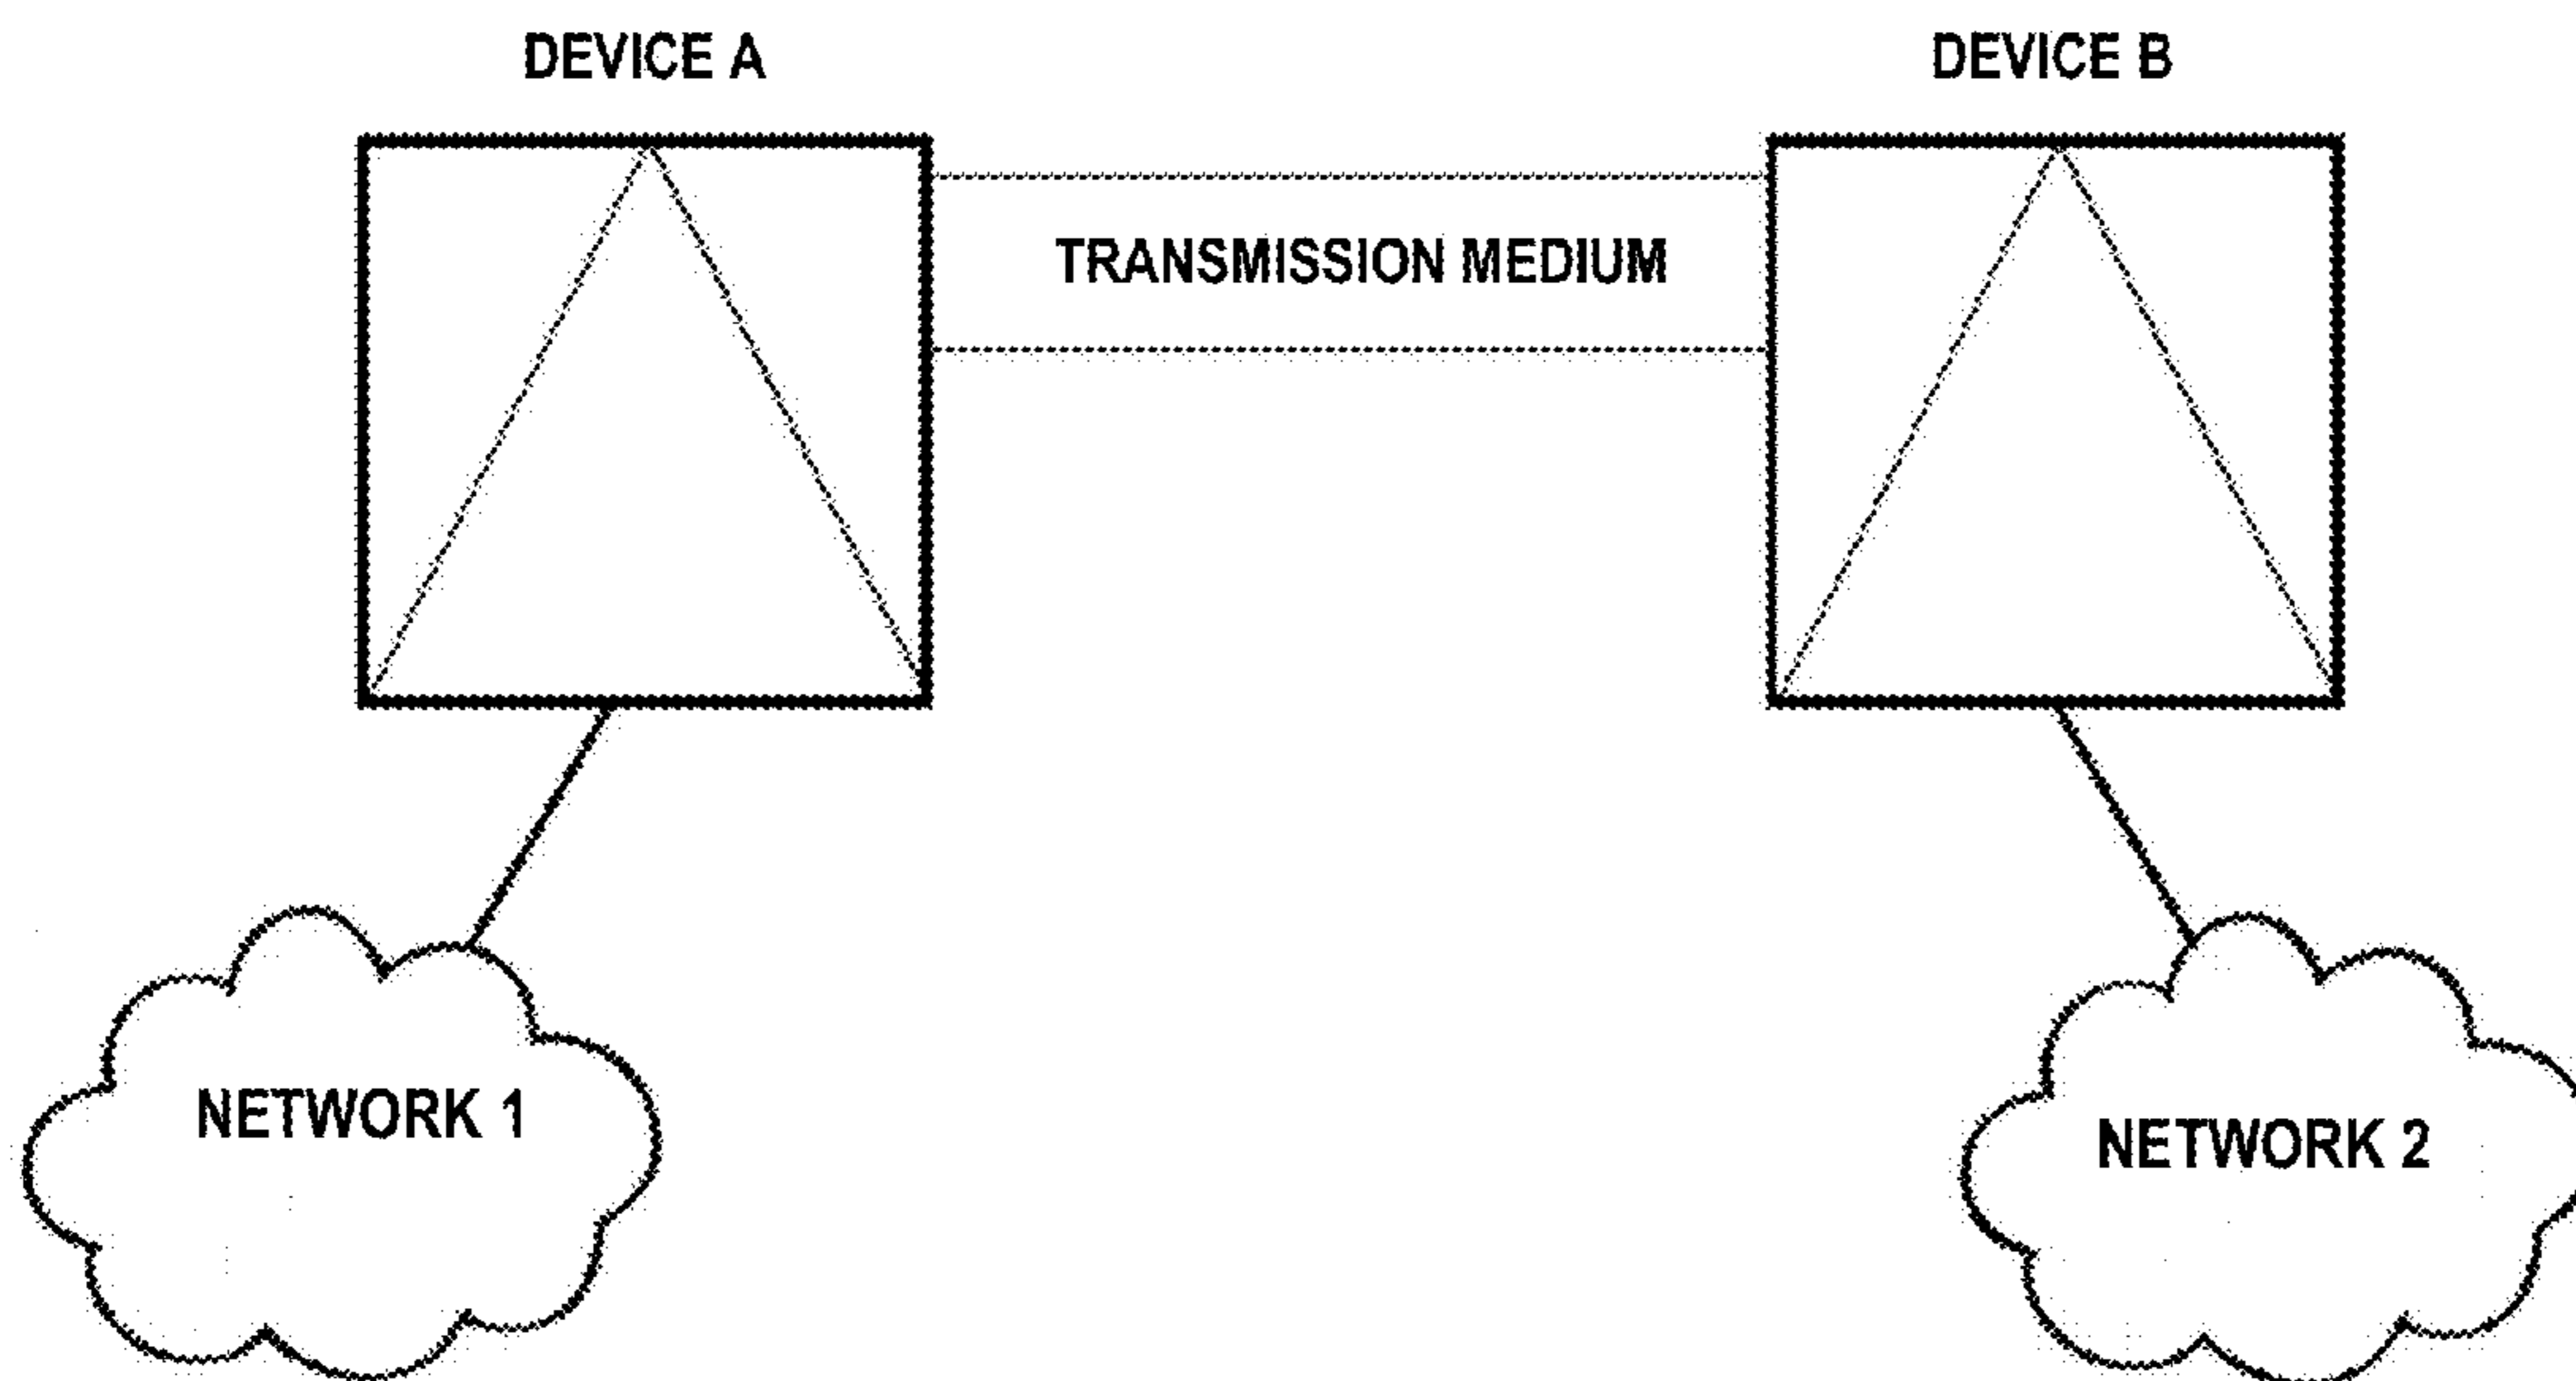 DEVICE A
DEVICE B
TRANSMISSION MEDIUM
NETWORK 1
NETWORK 2